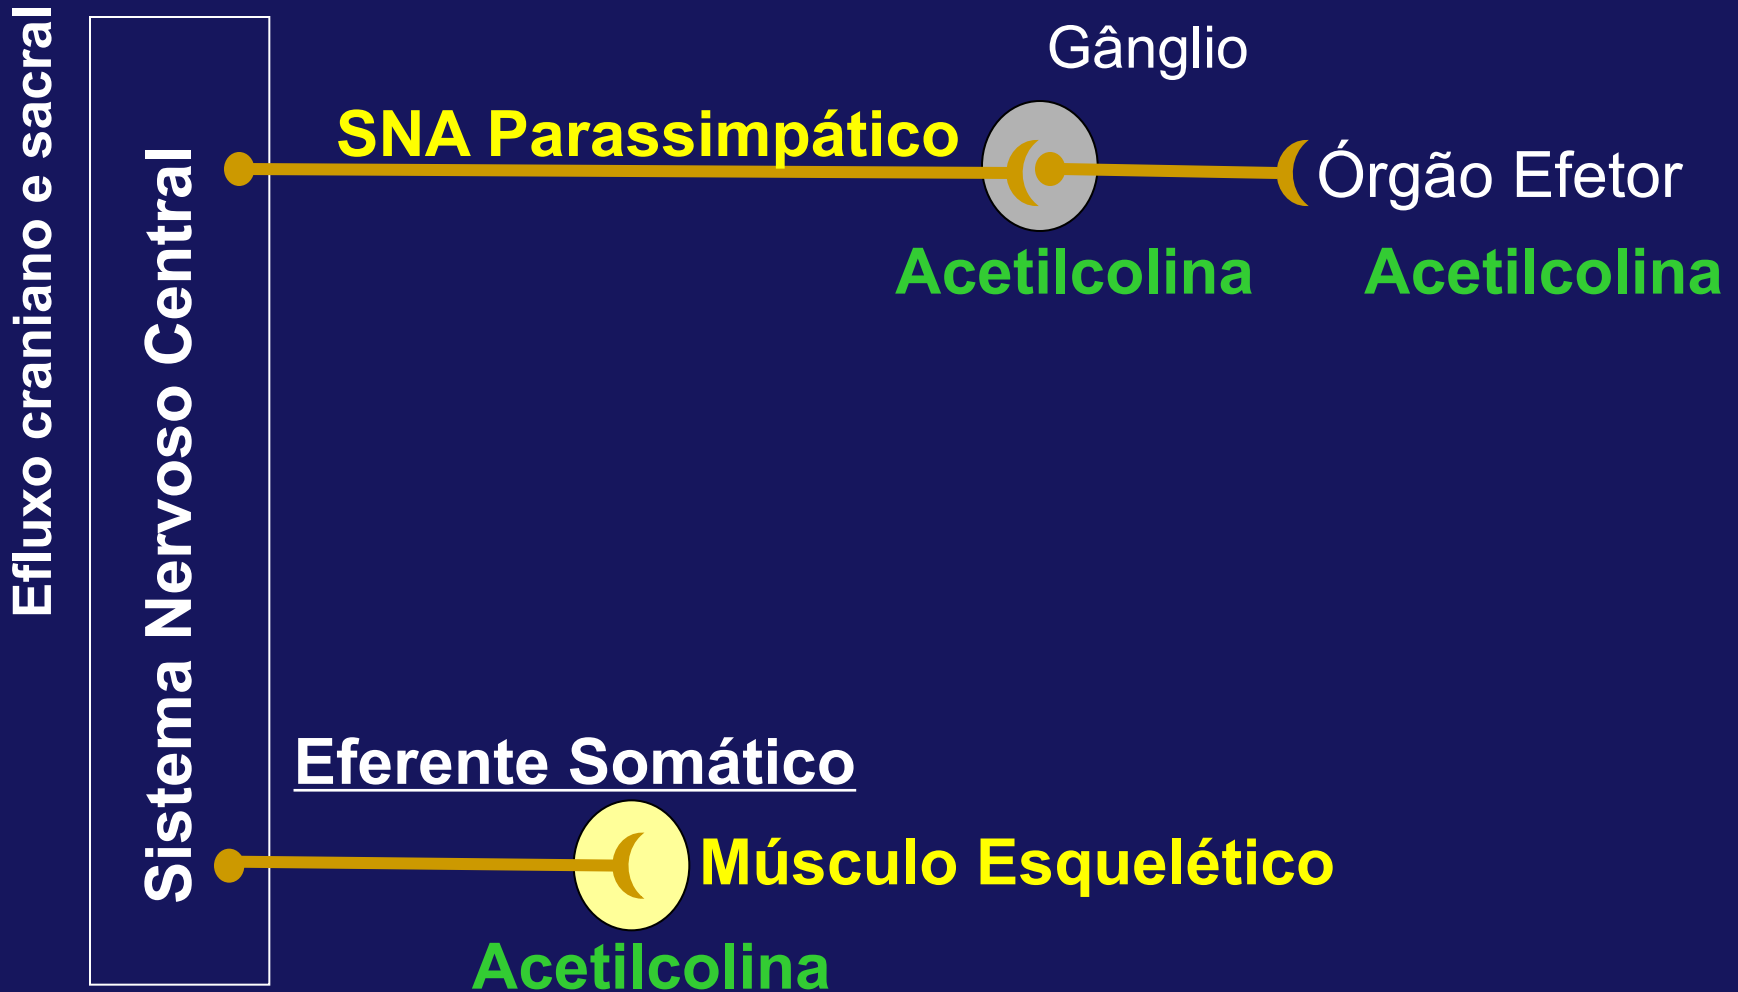 Efluxo craniano e sacral
Sistema Nervoso Central
Gânglio
SNA Parassimpático
Órgão Efetor
Acetilcolina
Acetilcolina
Eferente Somático
Músculo Esquelético
Acetilcolina